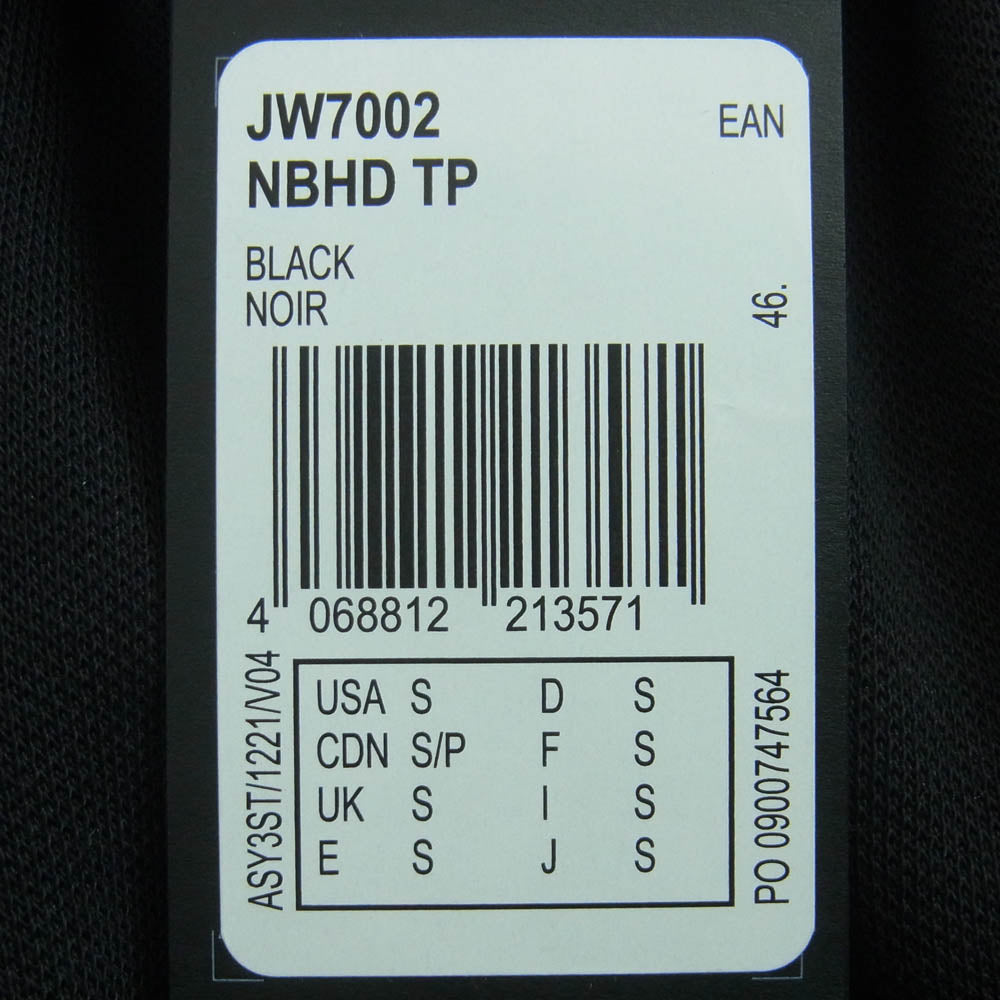 JW7002
EAN
NBHD TP
BLACK
NOIR
46.
4 068812 213571
ASY3ST/1221/V04
USA S D S
CDN S/P F S
UK S I S
E S J S
PO 0900747564